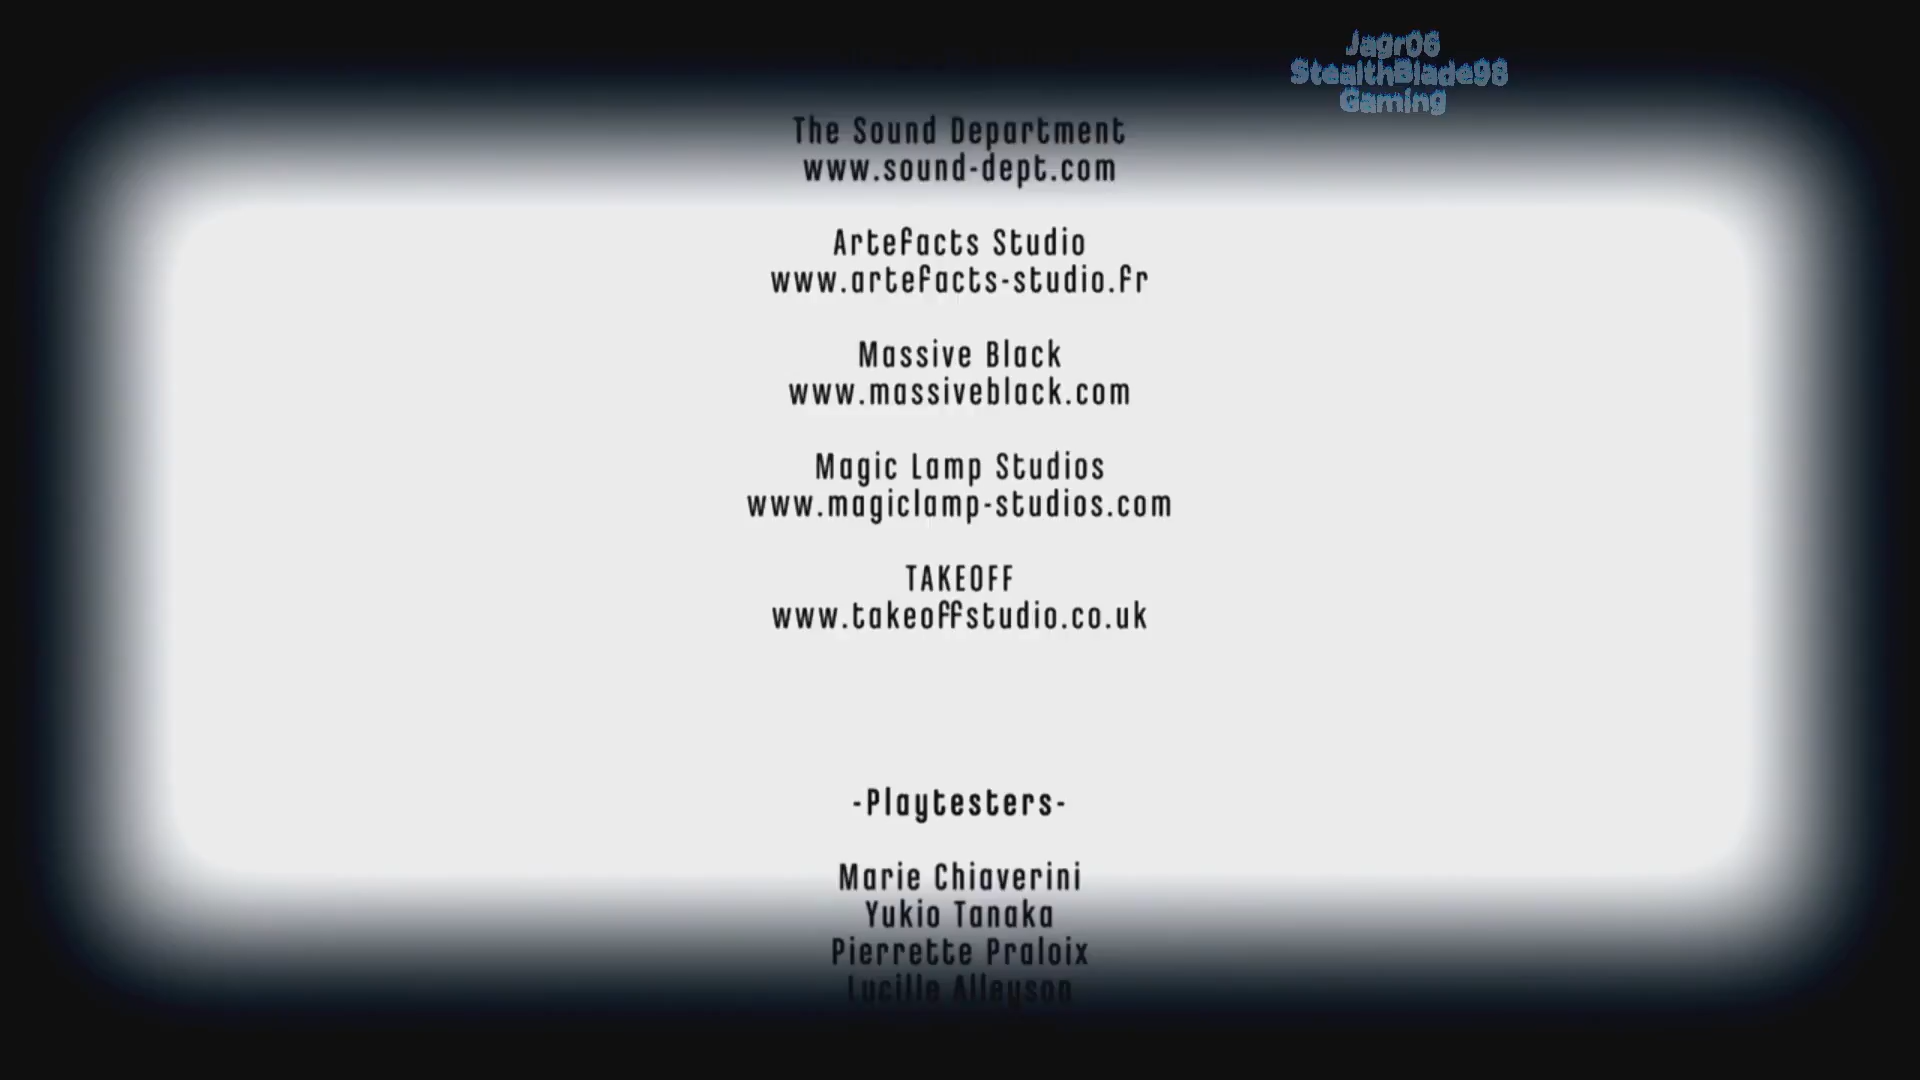 Jagr06
StealthBlade98
Gaming
The Sound Department
www.sound-dept.com
Artefacts Studio
www.artefacts-studio.fr
Massive Black
www.massiveblack.com
Magic Lamp Studios
www.magiclamp-studios.com
TAKEOFF
www.takeoffstudio.co.uk
-Playtesters-
Marie Chiaverini
Yukio Tanaka
Pierrette Praloix
Lucille Alleyson